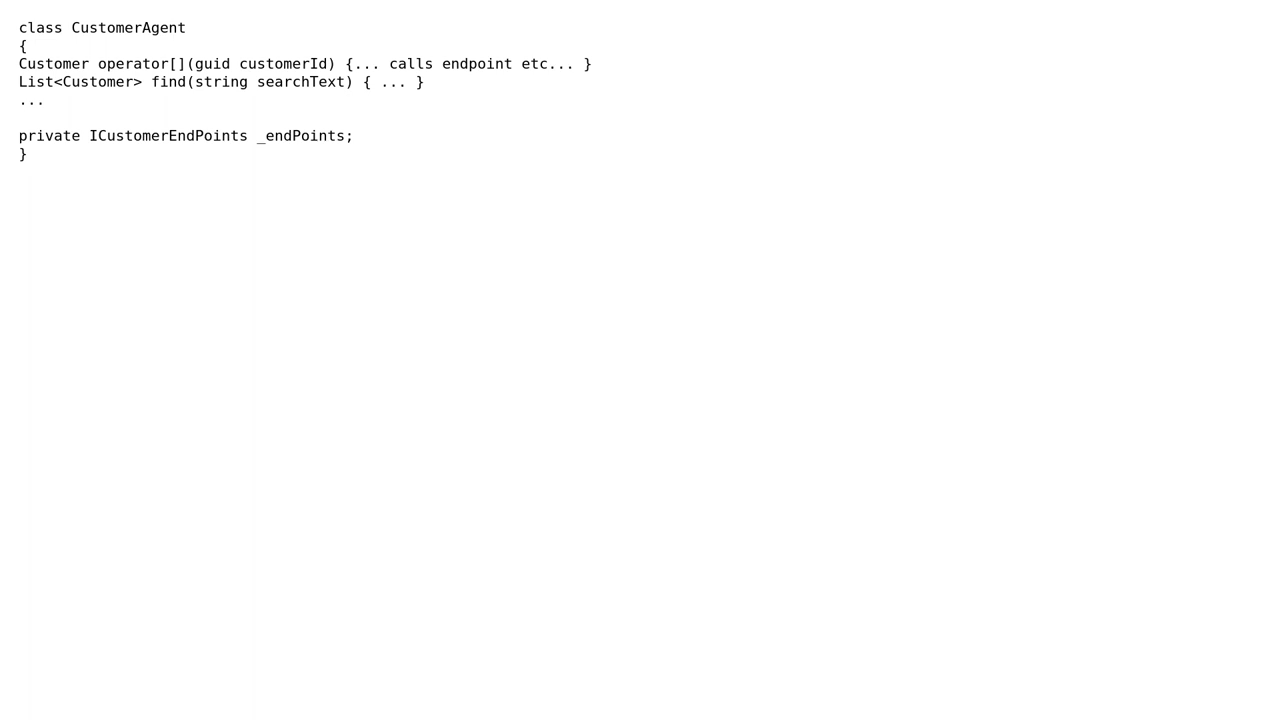 class CustomerAgent
{
Customer operator[](guid customerId) {... calls endpoint etc... }
List<Customer> find(string searchText) { ... }
...

private ICustomerEndPoints _endPoints;
}